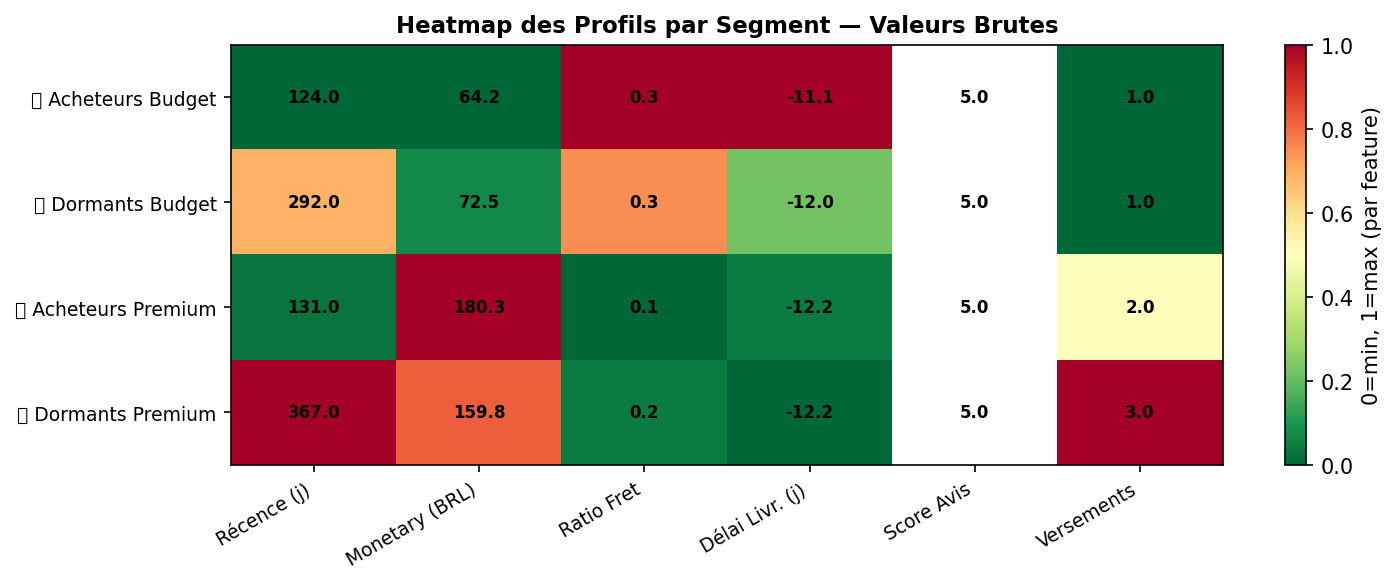 Heatmap des Profils par Segment — Valeurs Brutes
Acheteurs Budget 124.0 64.2 0.3 -11.1 5.0 1.0
Dormants Budget 292.0 72.5 0.3 -12.0 5.0 1.0
Acheteurs Premium 131.0 180.3 0.1 -12.2 5.0 2.0
Dormants Premium 367.0 159.8 0.2 -12.2 5.0 3.0
Récence (j) Monetary (BRL) Ratio Fret Délai Livr. (j) Score Avis Versements
1.0
0.8
0.6
0.4
0.2
0.0
0=min, 1=max (par feature)